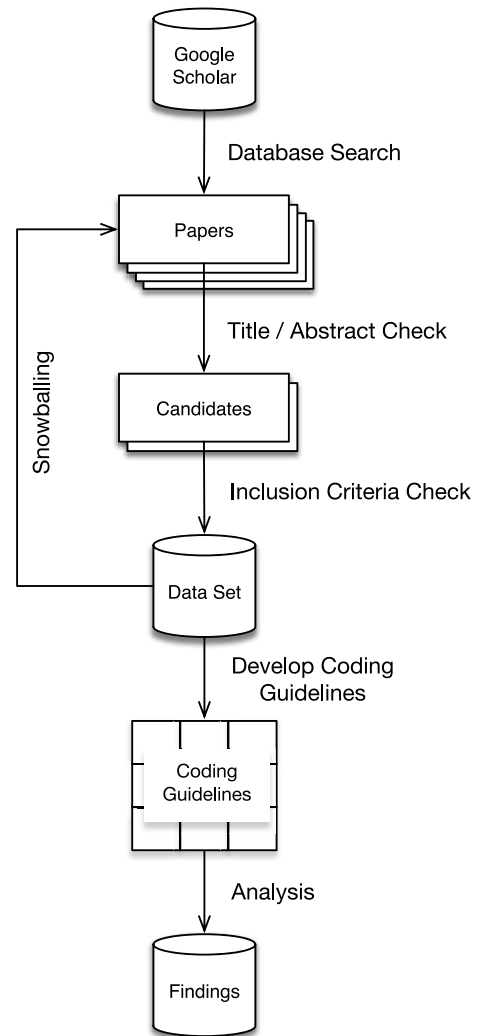 Google
Scholar
Database Search
Papers
Title / Abstract Check
Candidates
Snowballing
Inclusion Criteria Check
Data Set
Develop Coding
Guidelines
Coding
Guidelines
Analysis
Findings